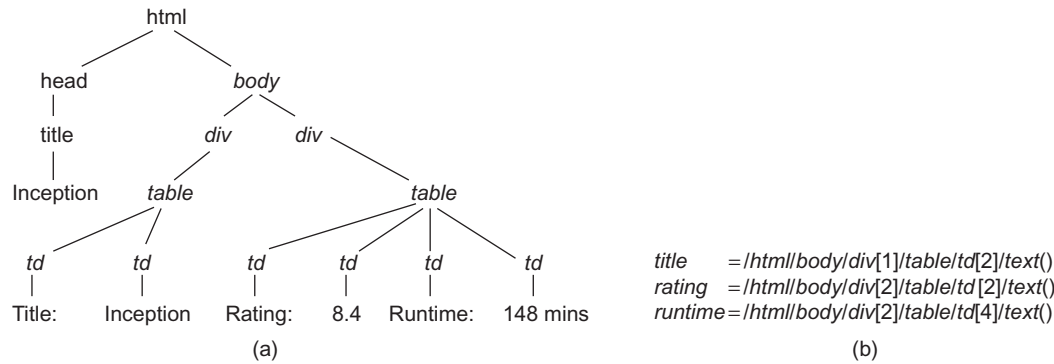 html
head body
title div div
Inception table table
td td td td td td
Title: Inception Rating: 8.4 Runtime: 148 mins
(a)
title =/html/body/div[1]/table/td[2]/text()
rating =/html/body/div[2]/table/td[2]/text()
runtime=/html/body/div[2]/table/td[4]/text()
(b)